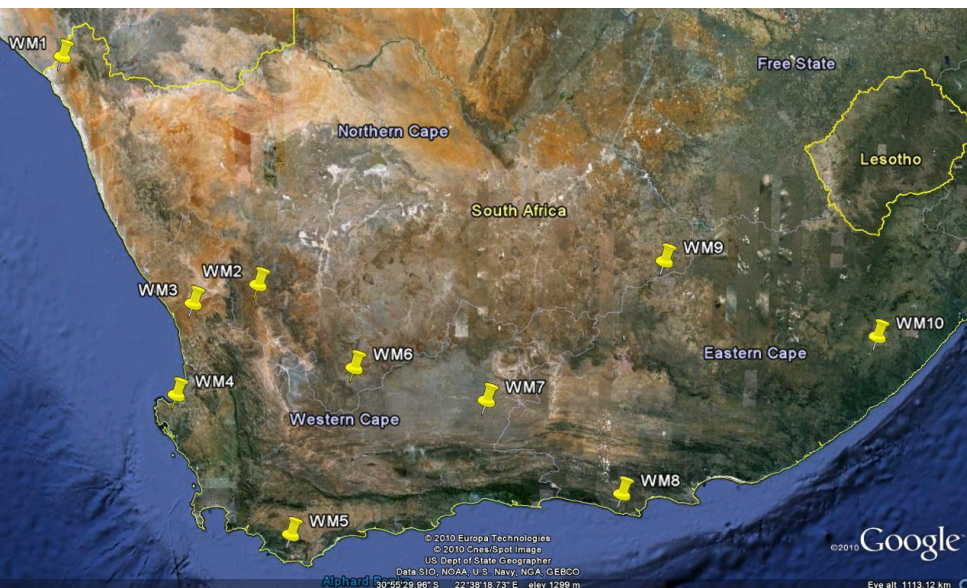 WM1
Free State
Northern Cape
Lesotho
South Africa
WM9
WM2
WM3
WM10
WM6
Eastern Cape
WM4
WM7
Western Cape
WM8
WM5
© 2010 Europa Technologies
© 2010 Cnes/Spot Image
US Dept of State Geographer
©2010 Google
Data SIO, NOAA, U.S. Navy, NGA, GEBCO
Alphard
30°55'29.96" S 22°38'18.73" E elev 1299 m
Eye alt 1113.12 km